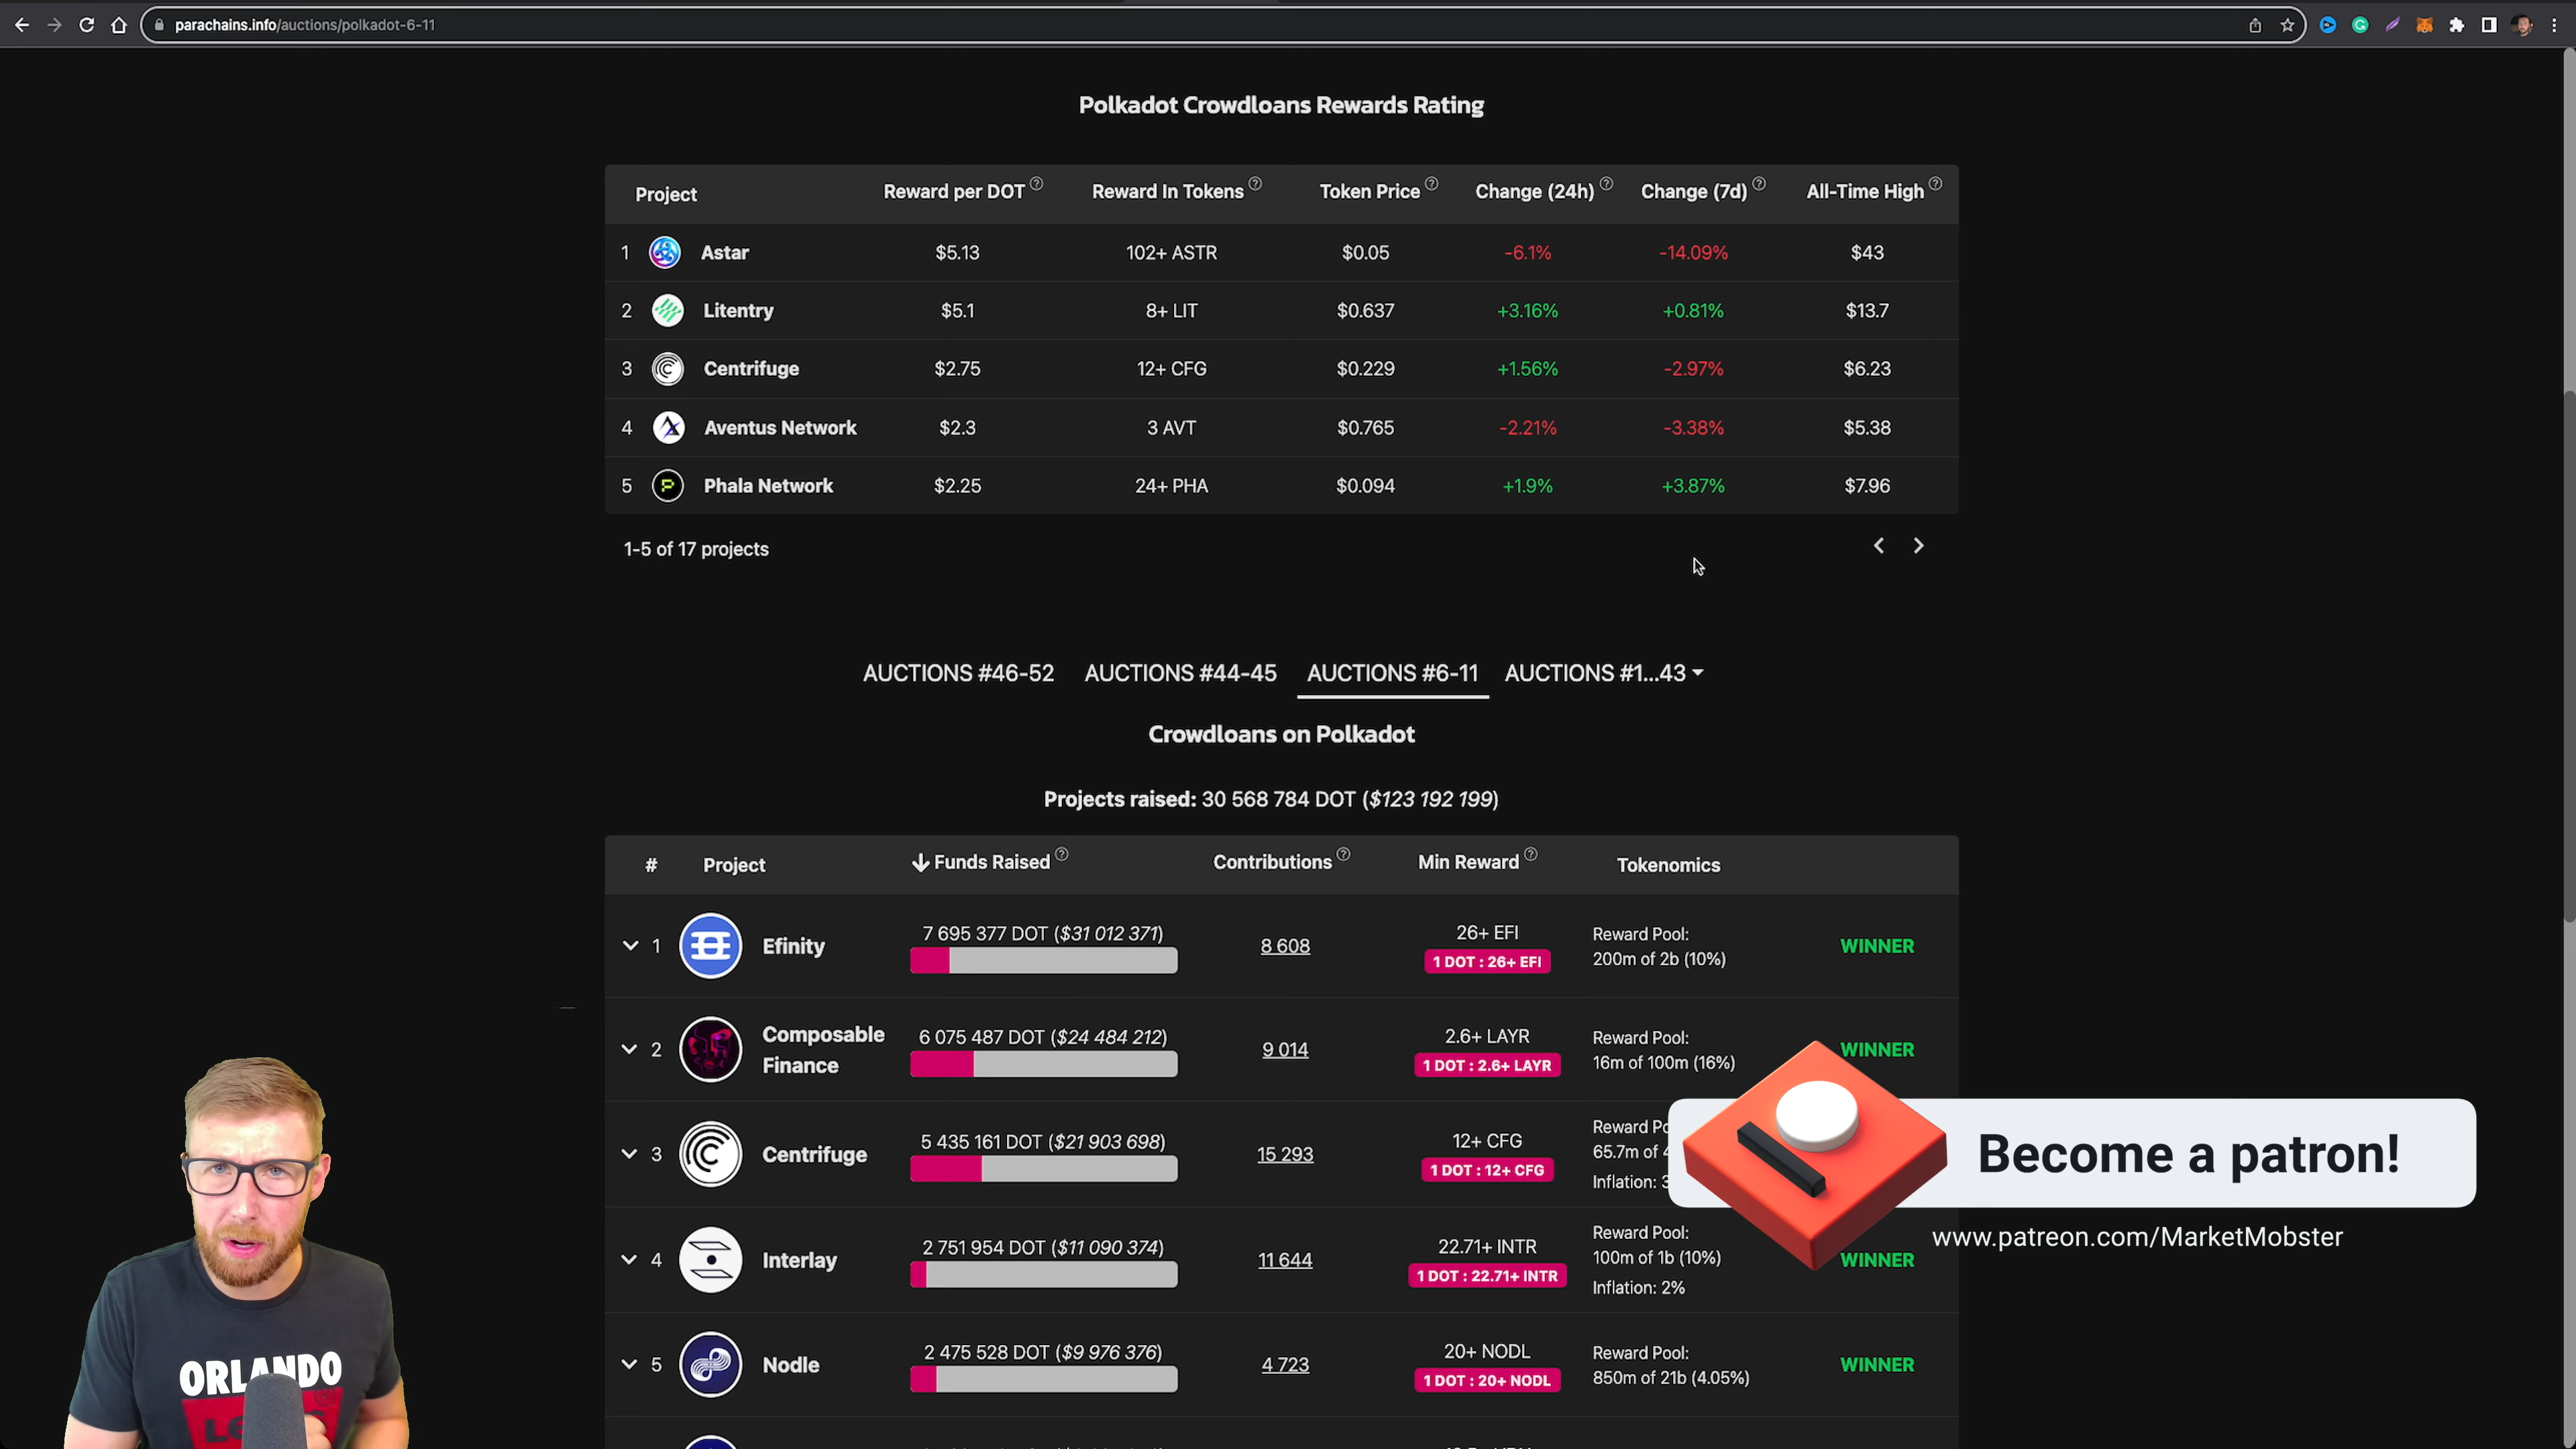 parachains.info/auctions/polkadot-6-11
Polkadot Crowdloans Rewards Rating
Project Reward per DOT Reward In Tokens Token Price Change (24h) Change (7d) All-Time High
1 Astar $5.13 102+ ASTR $0.05 -6.1% -14.09% $43
2 Litentry $5.1 8+ LIT $0.637 +3.16% +0.81% $13.7
3 Centrifuge $2.75 12+ CFG $0.229 +1.56% -2.97% $6.23
4 Aventus Network $2.3 3 AVT $0.765 -2.21% -3.38% $5.38
5 Phala Network $2.25 24+ PHA $0.094 +1.9% +3.87% $7.96
1-5 of 17 projects
AUCTIONS #46-52 AUCTIONS #44-45 AUCTIONS #6-11 AUCTIONS #1...43
Crowdloans on Polkadot
Projects raised: 30 568 784 DOT ($123 192 199)
# Project Funds Raised Contributions Min Reward Tokenomics
1 Efinity 7 695 377 DOT ($31 012 371) 8 608 26+ EFI
1 DOT : 26+ EFI
Reward Pool:
200m of 2b (10%)
WINNER
2 Composable
Finance
6 075 487 DOT ($24 484 212) 9 014 2.6+ LAYR
1 DOT : 2.6+ LAYR
Reward Pool:
16m of 100m (16%)
WINNER
3 Centrifuge 5 435 161 DOT ($21 903 698) 15 293 12+ CFG
1 DOT : 12+ CFG
Reward
65.7m of
Inflation:
4 Interlay 2 751 954 DOT ($11 090 374) 11 644 22.71+ INTR
1 DOT : 22.71+ INTR
Reward Pool:
100m of 1b (10%)
Inflation: 2%
WINNER
5 Nodle 2 475 528 DOT ($9 976 376) 4 723 20+ NODL
1 DOT : 20+ NODL
Reward Pool:
850m of 21b (4.05%)
WINNER
Become a patron!
www.patreon.com/MarketMobster
ORLANDO